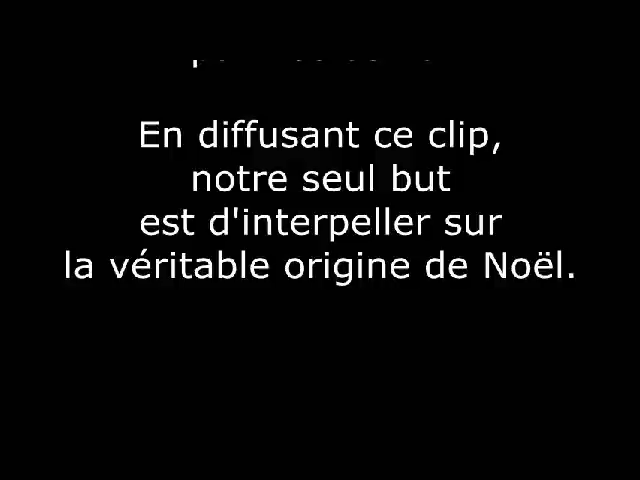 En diffusant ce clip,
notre seul but
est d'interpeller sur
la véritable origine de Noël.